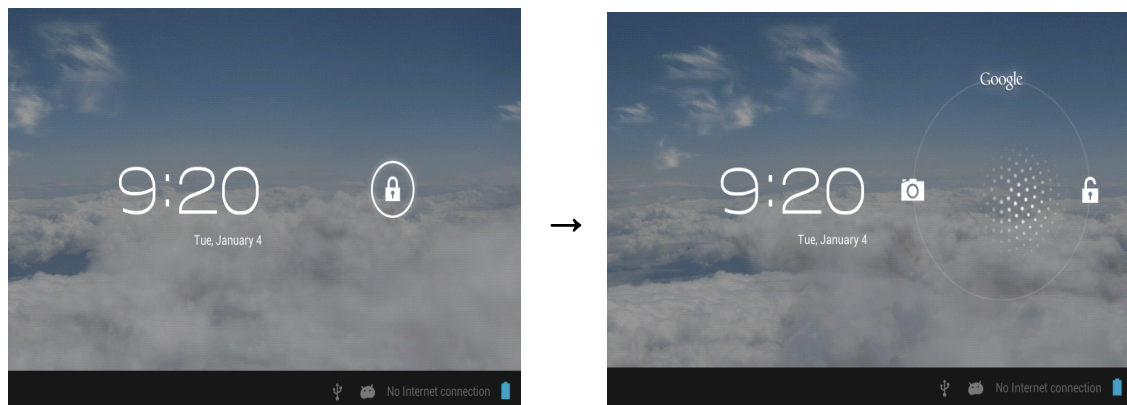 9:20
Tue, January 4
No Internet connection
→
Google
9:20
Tue, January 4
No Internet connection